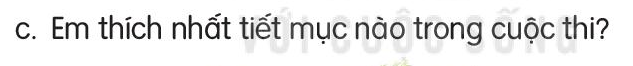 c. Em thích nhất tiết mục nào trong cuộc thi?